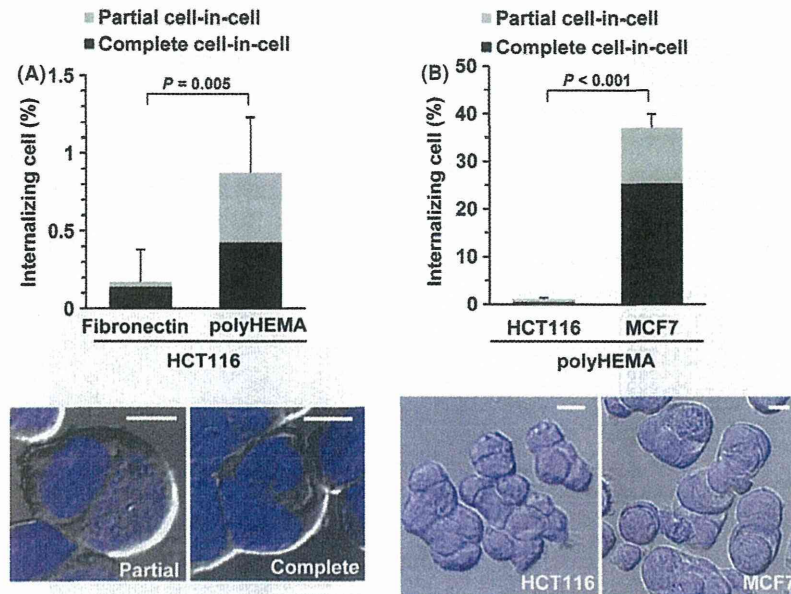 Partial cell-in-cell
Complete cell-in-cell
(A)
P = 0.005
Internalizing cell (%)
1.5
1
0.5
0
Fibronectin
polyHEMA
HCT116
Partial
Complete
Partial cell-in-cell
Complete cell-in-cell
(B)
P < 0.001
Internalizing cell (%)
50
40
30
20
10
0
HCT116
MCF7
polyHEMA
HCT116
MCF7